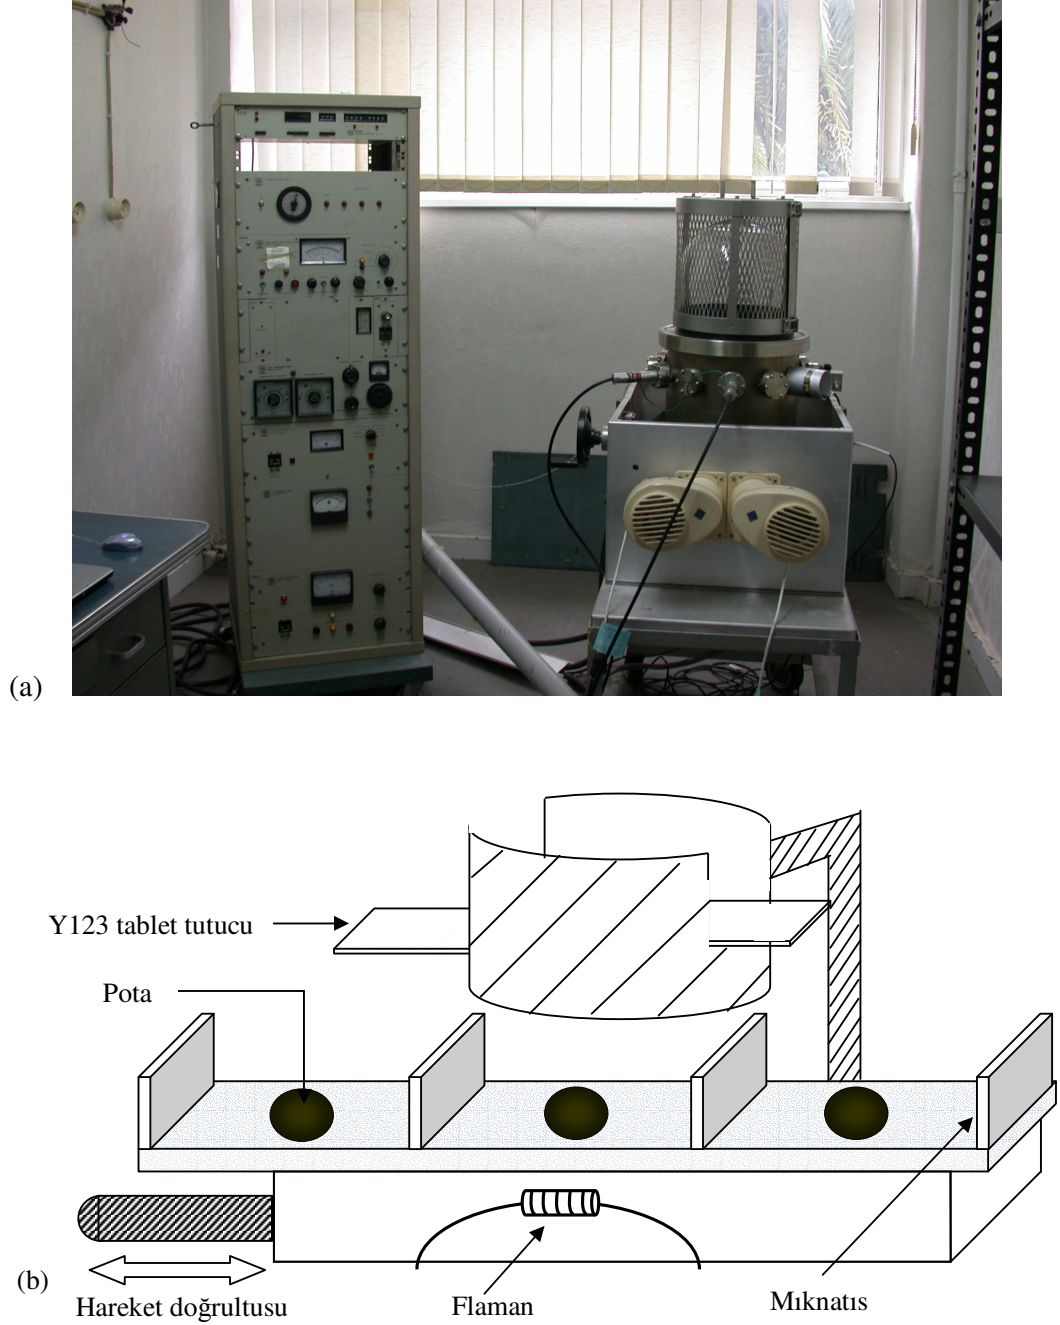 (a)
Y123 tablet tutucu
Pota
(b)
Hareket doğrultusu
Flaman
Mıknatıs